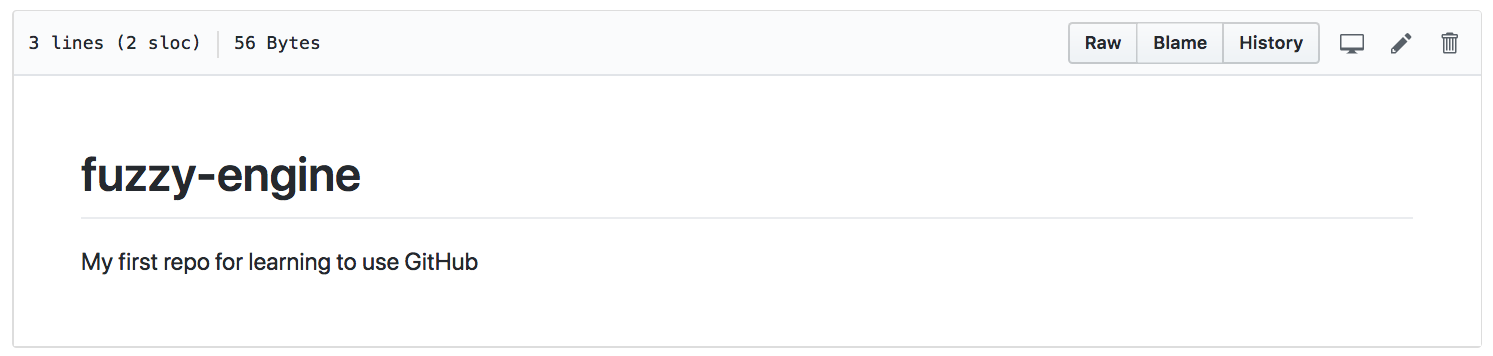 3 lines (2 sloc) 56 Bytes Raw Blame History
fuzzy-engine
My first repo for learning to use GitHub